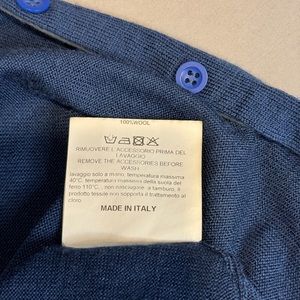 100%WOOL
RIMUOVERE L'ACCESSORIO PRIMA DEL
LAVAGGIO
REMOVE THE ACCESSORIES BEFORE
WASH
lavaggio solo a mano, temperatura massima
40°C. temperatura massima della suola del
ferro 110°C. , non asciugare a tamburo. il
prodotto tessile non sopporta il trattamento al
cloro.
MADE IN ITALY